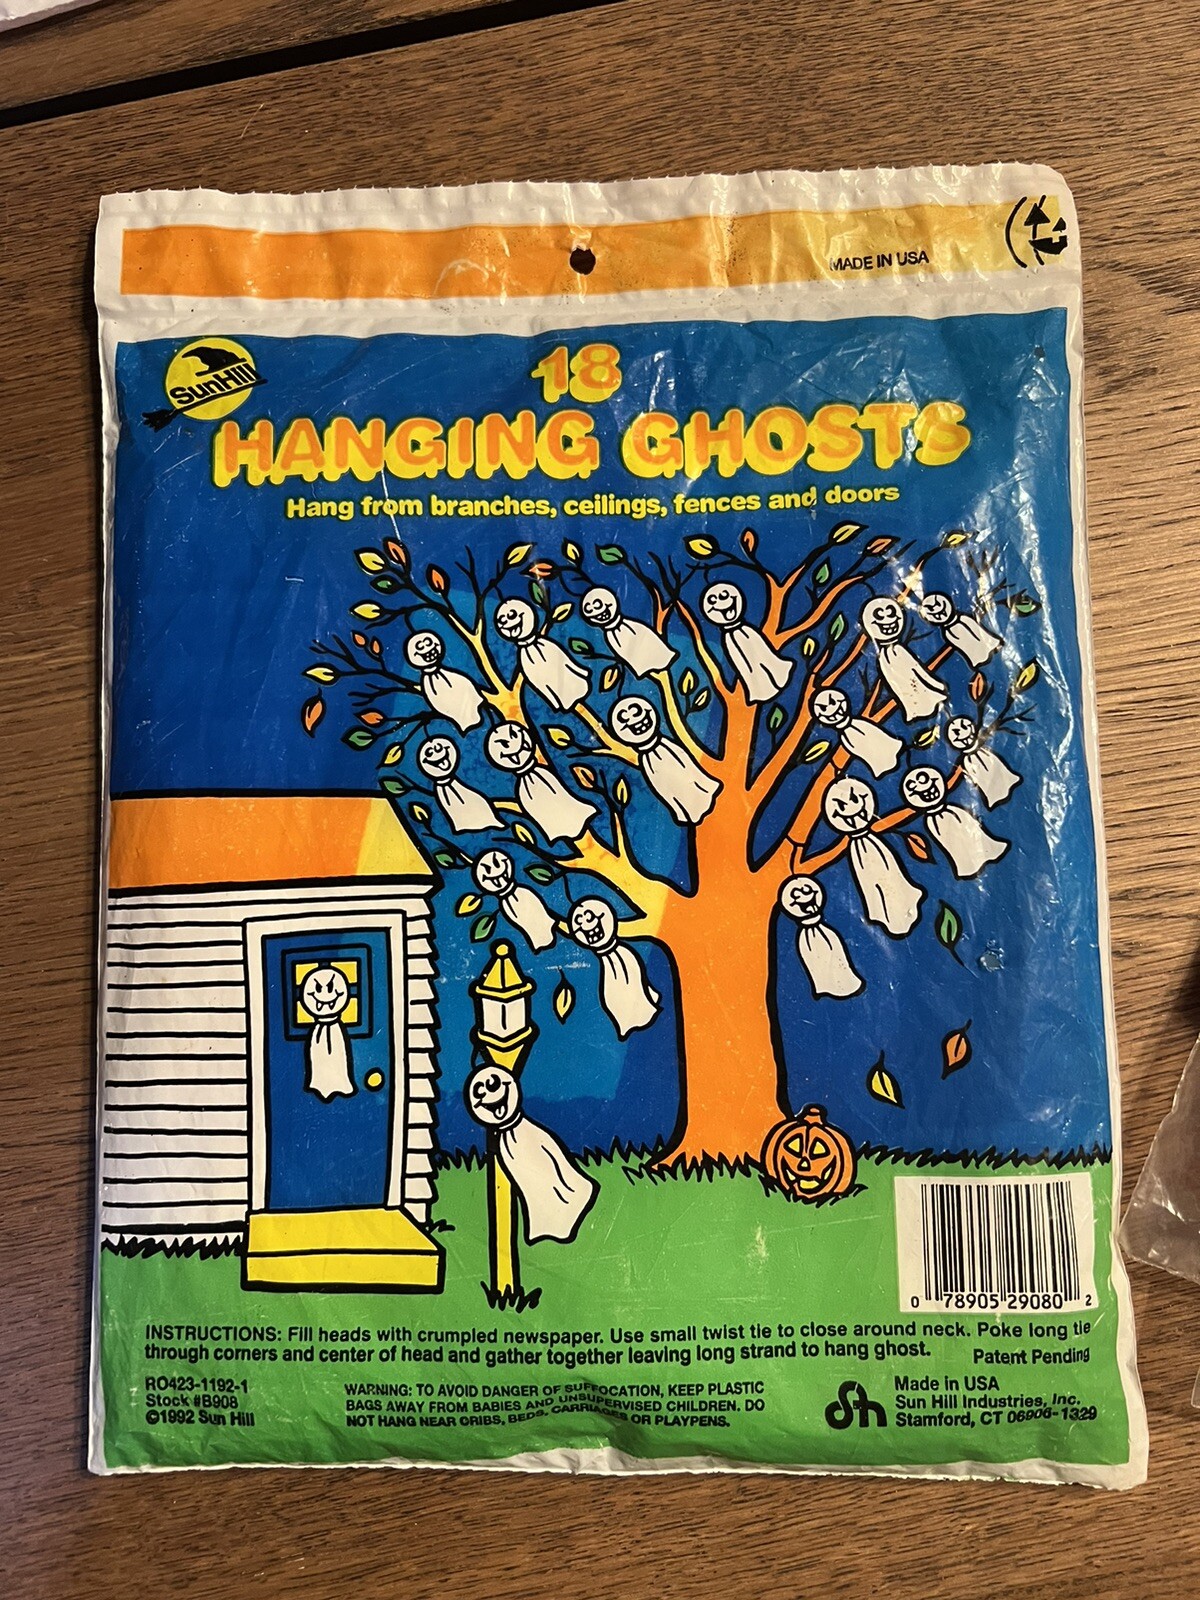 MADE IN USA
SunHill
18
HANGING GHOSTS
Hang from branches, ceilings, fences and doors
0 78905 29080 2
INSTRUCTIONS: Fill heads with crumpled newspaper. Use small twist tie to close around neck. Poke long tie
through corners and center of head and gather together leaving long strand to hang ghost.
Patent Pending
RO423-1192-1
Stock #B908
©1992 Sun Hill
WARNING: TO AVOID DANGER OF SUFFOCATION, KEEP PLASTIC
BAGS AWAY FROM BABIES AND UNSUPERVISED CHILDREN. DO
NOT HANG NEAR CRIBS, BEDS, CARRIAGES OR PLAYPENS.
sh
Made in USA
Sun Hill Industries, Inc.
Stamford, CT 06906-1329